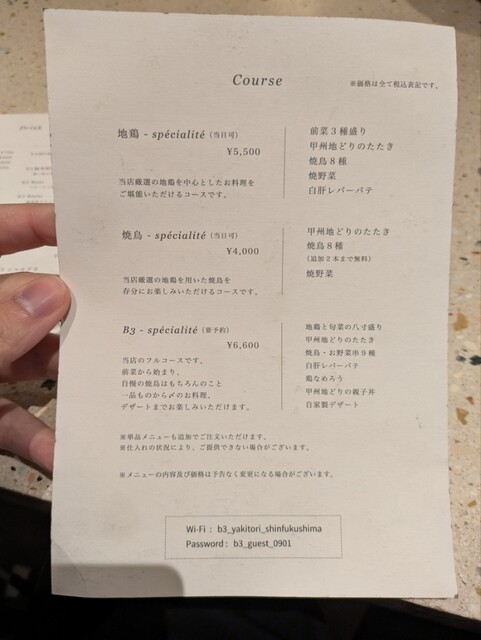 Course
※価格は全て税込表記です。
地鶏 - spécialité (当日可)
¥5,500
当店厳選の地鶏を中心としたお料理を
ご堪能いただけるコースです。
前菜３種盛り
甲州地どりのたたき
焼鳥８種
焼野菜
白肝レバーパテ
焼鳥 - spécialité (当日可)
¥4,000
当店厳選の地鶏を用いた焼鳥を
存分にお楽しみいただけるコースです。
甲州地どりのたたき
焼鳥８種
(追加２本まで無料)
焼野菜
B3 - spécialité (要予約)
¥6,600
当店のフルコースです。
前菜から始まり、
自慢の焼鳥はもちろんのこと
一品ものから〆のお料理、
デザートまでお楽しみいただけます。
地鶏と旬菜の八寸盛り
甲州地どりのたたき
焼鳥・お野菜串９種
白肝レバーパテ
鶏なめろう
甲州地どりの親子丼
自家製デザート
※単品メニューも追加でご注文いただけます。
※仕入れの状況により、ご提供できない場合がございます。
※メニューの内容及び価格は予告なく変更になる場合がございます。
Wi-Fi : b3_yakitori_shinfukushima
Password : b3_guest_0901